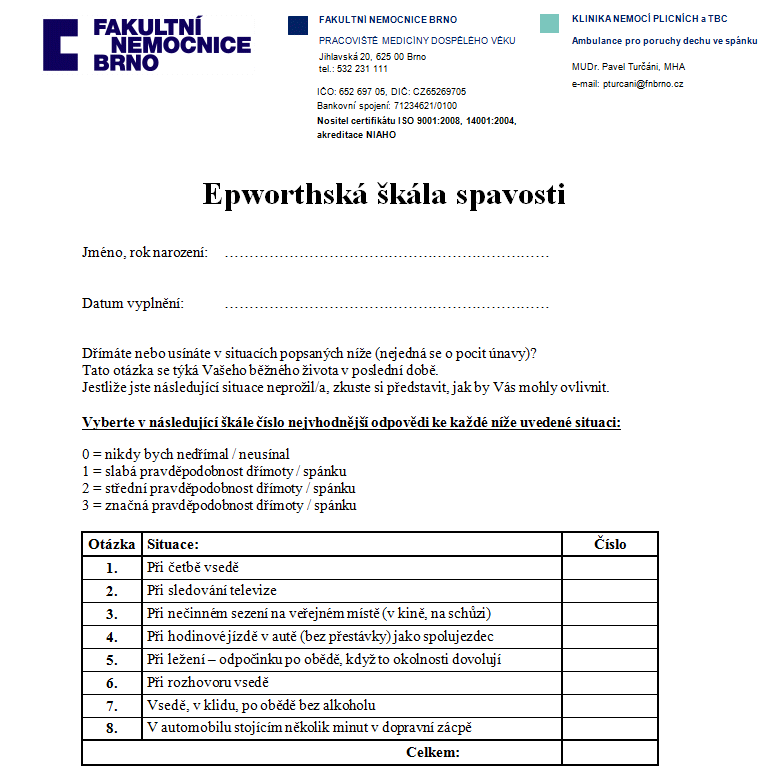 FAKULTNÍ
NEMOCNICE
BRNO
FAKULTNÍ NEMOCNICE BRNO
PRACOVIŠTĚ MEDICÍNY DOSPĚLÉHO VĚKU
Jihlavská 20, 625 00 Brno
tel.: 532 231 111
IČO: 652 697 05, DIČ: CZ65269705
Bankovní spojení: 71234621/0100
Nositel certifikátu ISO 9001:2008, 14001:2004,
akreditace NIAHO
KLINIKA NEMOCÍ PLICNÍCH a TBC
Ambulance pro poruchy dechu ve spánku
MUDr. Pavel Turčáni, MHA
e-mail: pturcani@fnbrno.cz
Epworthská škála spavosti
Jméno, rok narození: ……………………………………………………………
Datum vyplnění: ……………………………………………………………
Dřímáte nebo usínáte v situacích popsaných níže (nejedná se o pocit únavy)?
Tato otázka se týká Vašeho běžného života v poslední době.
Jestliže jste následující situace neprožil/a, zkuste si představit, jak by Vás mohly ovlivnit.
Vyberte v následující škále číslo nejvhodnější odpovědi ke každé níže uvedené situaci:
0 = nikdy bych nedřímal / neusínal
1 = slabá pravděpodobnost dřímoty / spánku
2 = střední pravděpodobnost dřímoty / spánku
3 = značná pravděpodobnost dřímoty / spánku
Otázka Situace: Číslo
1. Při četbě vsedě
2. Při sledování televize
3. Při nečinném sezení na veřejném místě (v kině, na schůzi)
4. Při hodinové jízdě v autě (bez přestávky) jako spolujezdec
5. Při ležení – odpočinku po obědě, když to okolnosti dovolují
6. Při rozhovoru vsedě
7. Vsedě, v klidu, po obědě bez alkoholu
8. V automobilu stojícím několik minut v dopravní zácpě
Celkem: